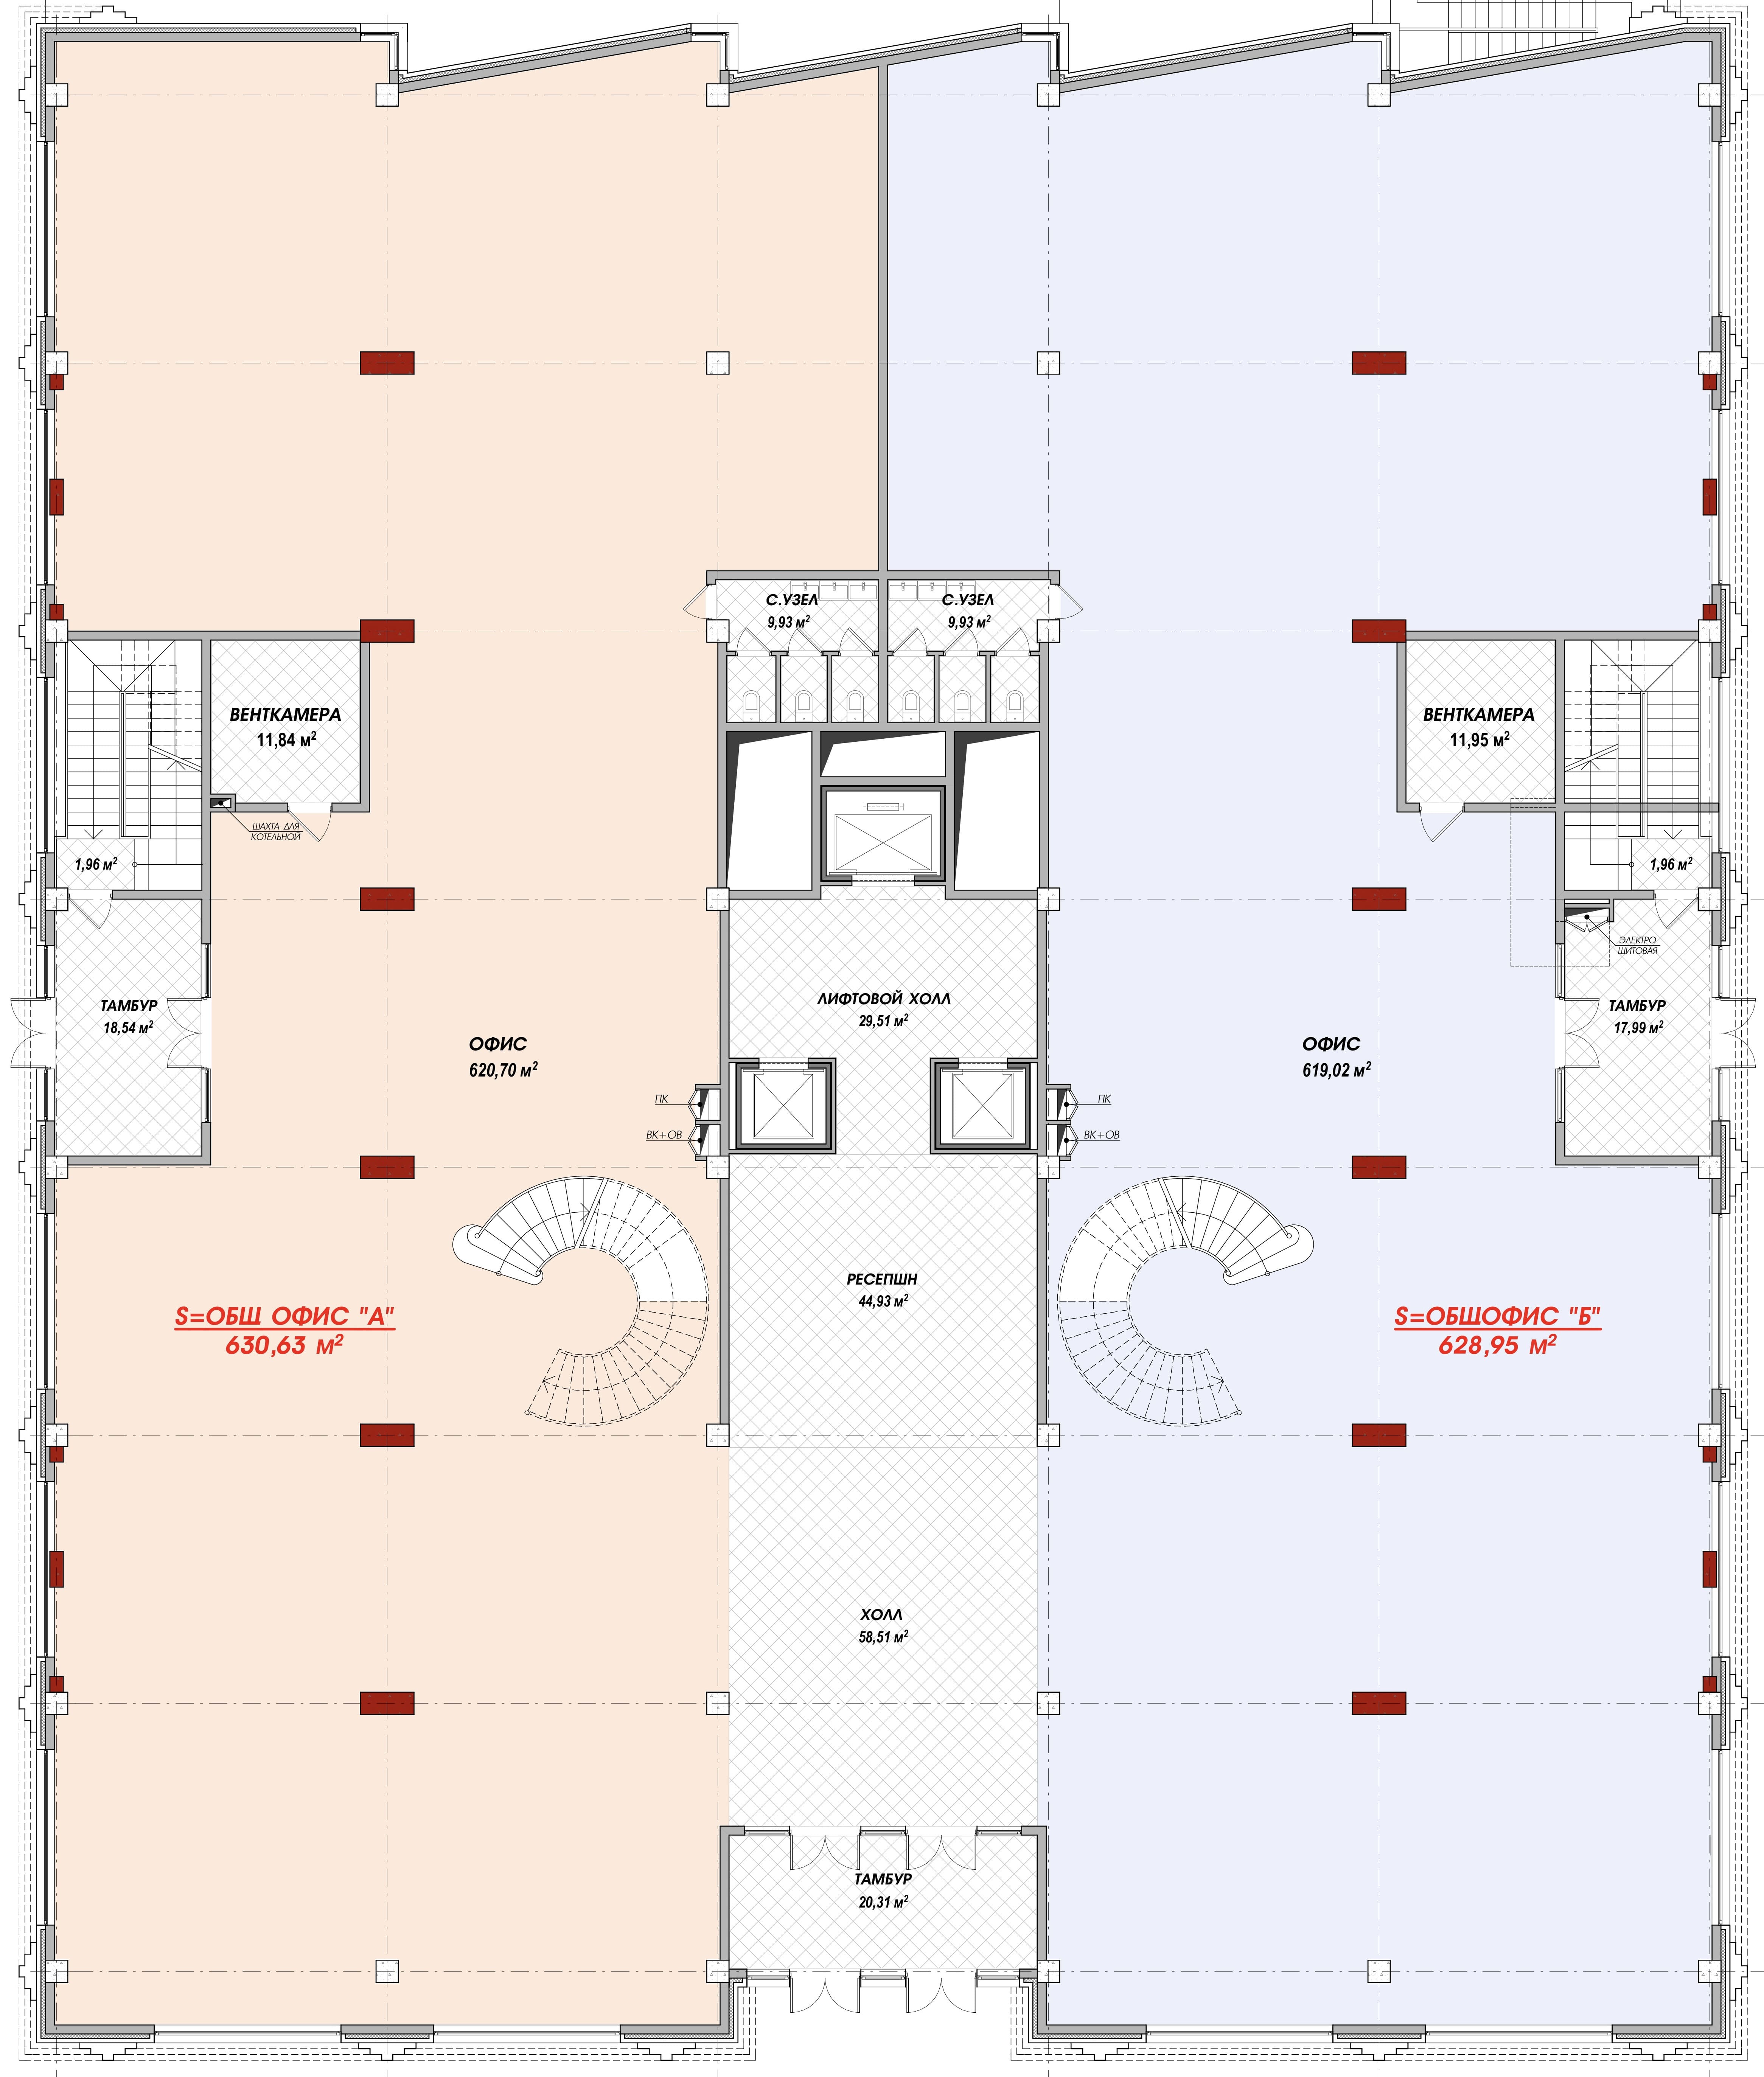 С.УЗЕЛ
9,93 м²
С.УЗЕЛ
9,93 м²
ВЕНТКАМЕРА
11,84 м²
ВЕНТКАМЕРА
11,95 м²
ШАХТА ДЛЯ
КОТЕЛЬНОЙ
1,96 м²
1,96 м²
ЭЛЕКТРО
ЩИТОВАЯ
ТАМБУР
18,54 м²
ЛИФТОВОЙ ХОЛЛ
29,51 м²
ТАМБУР
17,99 м²
ОФИС
620,70 м²
ОФИС
619,02 м²
ПК
ПК
ВК+ОВ
ВК+ОВ
РЕСЕПШН
44,93 м²
S=ОБЩ ОФИС "А"
630,63 м²
S=ОБЩОФИС "Б"
628,95 м²
ХОЛЛ
58,51 м²
ТАМБУР
20,31 м²